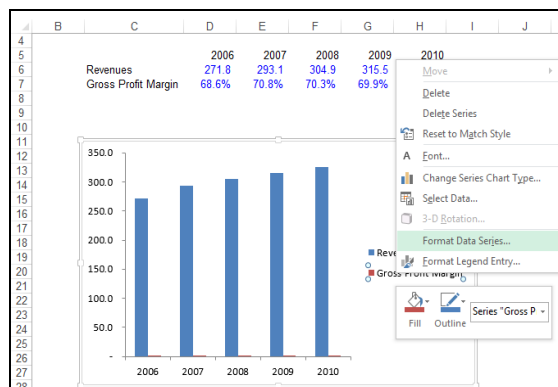 B C D E F G H I J
4
5 2006 2007 2008 2009 2010
6 Revenues 271.8 293.1 304.9 315.5
7 Gross Profit Margin 68.6% 70.8% 70.3% 69.9%
8
9
10
11
12
13
14
15
16
17
18
19
20
21
22
23
24
25
26
27
28
350.0
300.0
250.0
200.0
150.0
100.0
50.0
-
2006 2007 2008 2009 2010
Gross Profit Margin
Move
Delete
Delete Series
Reset to Match Style
A Font...
Change Series Chart Type...
Select Data...
3-D Rotation...
Format Data Series...
Format Legend Entry...
Fill Outline Series "Gross P